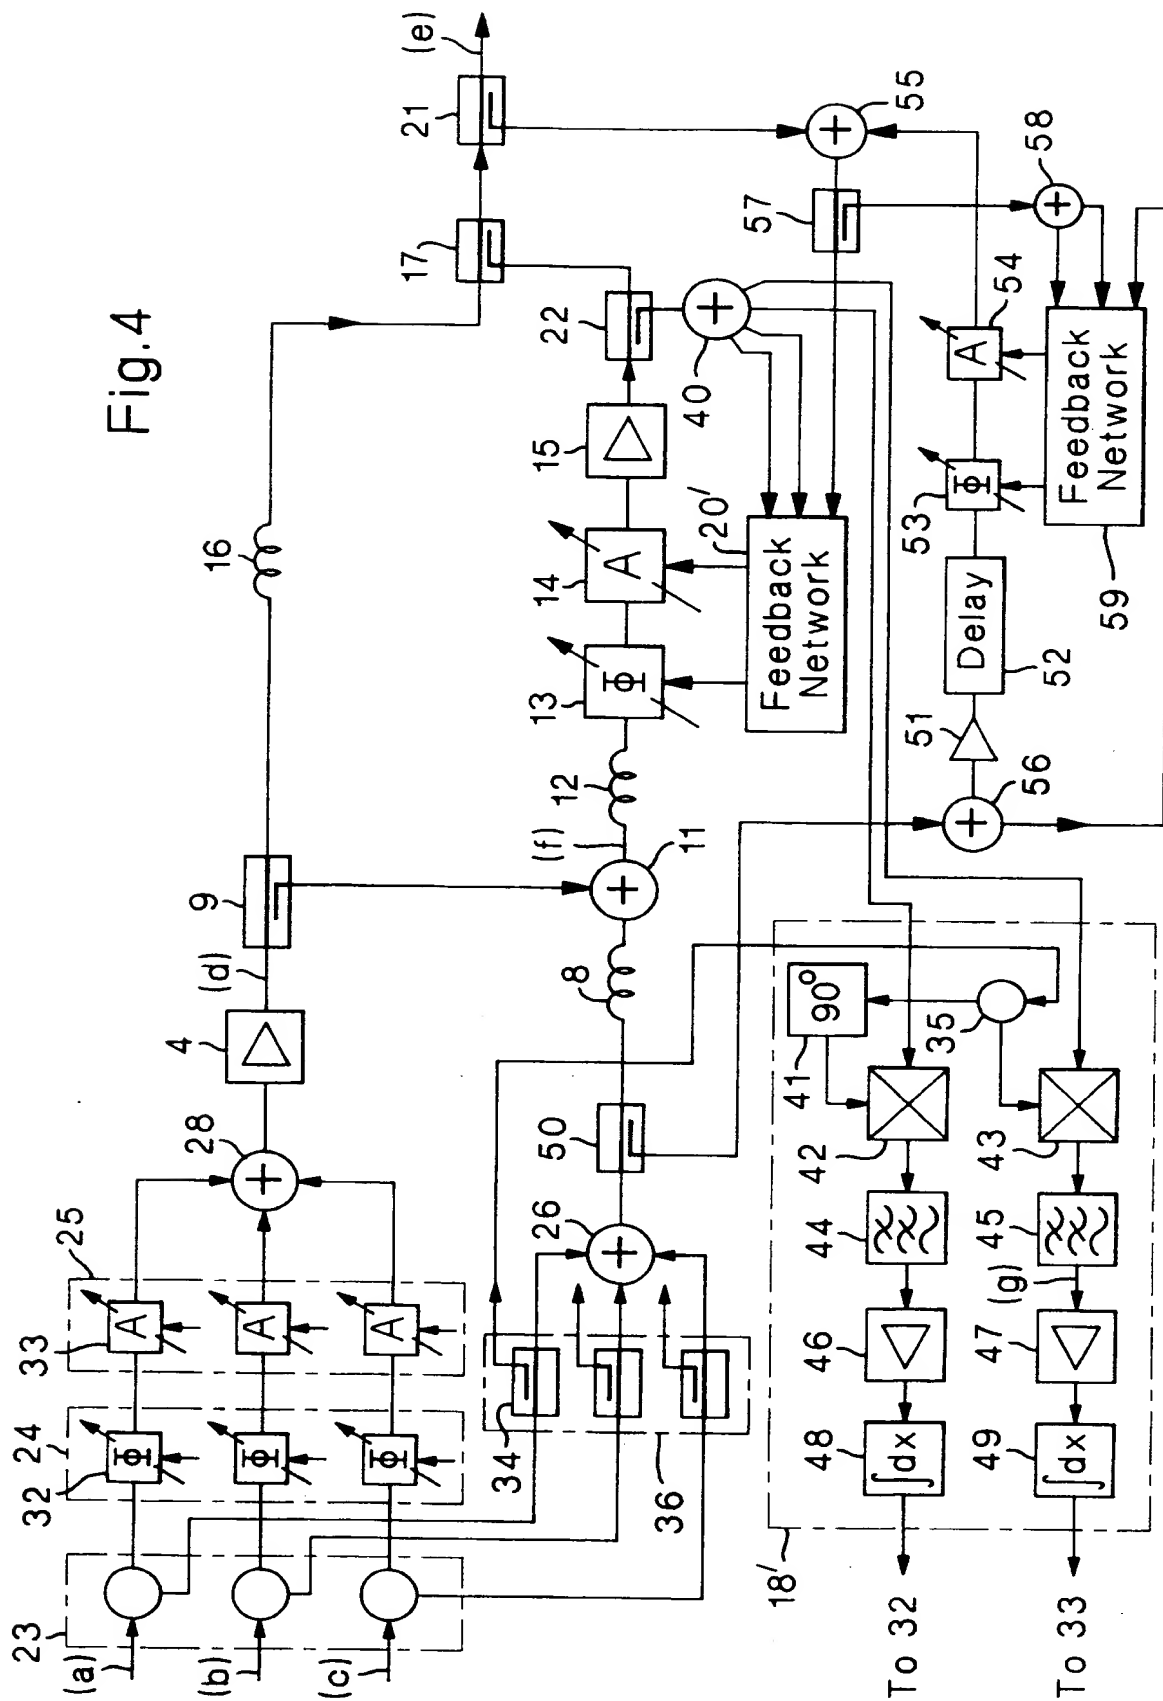 Fig.4
(a)
(b)
(c)
23
24
32
Φ
Φ
Φ
25
33
A
A
A
28
+
4
(d)
9
16
17
21
(e)
34
36
26
+
50
8
11
+
(f)
12
13
Φ
14
A
15
22
40
+
20'
Feedback
Network
55
+
57
58
+
54
A
53
Φ
Delay
52
51
56
+
Feedback
Network
59
18'
35
90°
41
42
43
44
45
(g)
46
47
48
∫dx
49
∫dx
To 32
To 33